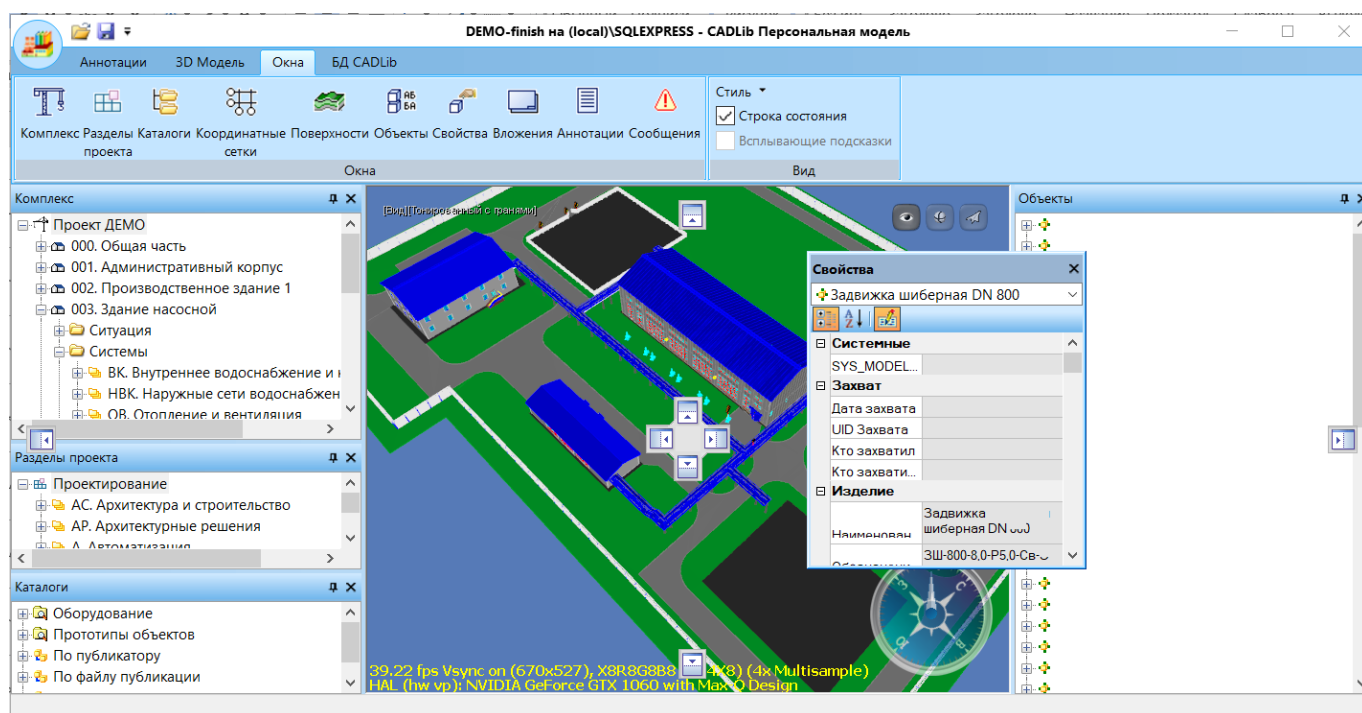 DEMO-finish на (local)\SQLEXPRESS - CADLib Персональная модель
Аннотации 3D Модель Окна БД CADLib
Комплекс Разделы проекта Каталоги Координатные сетки Поверхности Объекты Свойства Вложения Аннотации Сообщения
Окна
Стиль
Строка состояния
Всплывающие подсказки
Вид
Комплекс
Проект ДЕМО
000. Общая часть
001. Административный корпус
002. Производственное здание 1
003. Здание насосной
Ситуация
Системы
ВК. Внутреннее водоснабжение и
НВК. Наружные сети водоснабжен
ОВ. Отопление и вентиляция
Разделы проекта
Проектирование
АС. Архитектура и строительство
АР. Архитектурные решения
А. Автоматизация
Каталоги
Оборудование
Прототипы объектов
По публикатору
По файлу публикации
[Вид][Тонированный с гранями]
39.22 fps Vsync on (670x527), X8R8G8B8 4X8) (4x Multisample)
HAL (hw vp): NVIDIA GeForce GTX 1060 with Max-Q Design
Объекты
Свойства
Задвижка шиберная DN 800
Системные
SYS_MODEL...
Захват
Дата захвата
UID Захвата
Кто захватил
Кто захвати...
Изделие
Наименован
Задвижка
шиберная DN
ЗШ-800-8,0-Р5,0-Св-